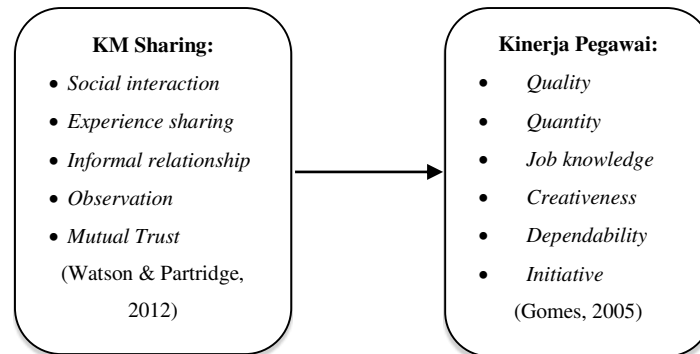 KM Sharing:
• Social interaction
• Experience sharing
• Informal relationship
• Observation
• Mutual Trust
(Watson & Partridge,
2012)
Kinerja Pegawai:
• Quality
• Quantity
• Job knowledge
• Creativeness
• Dependability
• Initiative
(Gomes, 2005)